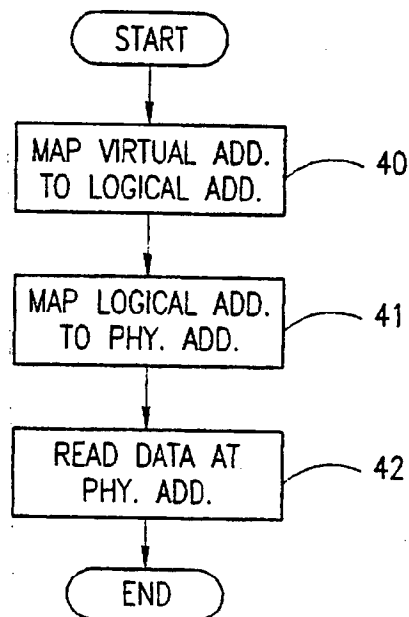 START
MAP VIRTUAL ADD.
TO LOGICAL ADD.
40
MAP LOGICAL ADD.
TO PHY. ADD.
41
READ DATA AT
PHY. ADD.
42
END